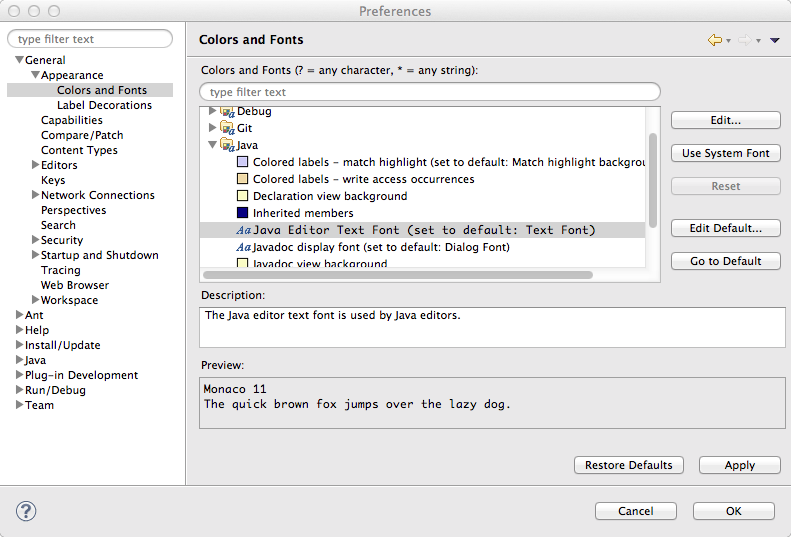 Preferences
type filter text
General
Appearance
Colors and Fonts
Label Decorations
Capabilities
Compare/Patch
Content Types
Editors
Keys
Network Connections
Perspectives
Search
Security
Startup and Shutdown
Tracing
Web Browser
Workspace
Ant
Help
Install/Update
Java
Plug-in Development
Run/Debug
Team
Colors and Fonts
Colors and Fonts (? = any character, * = any string):
type filter text
Debug
Git
Java
Colored labels – match highlight (set to default: Match highlight backgrou
Colored labels – write access occurrences
Declaration view background
Inherited members
Aa Java Editor Text Font (set to default: Text Font)
Aa Javadoc display font (set to default: Dialog Font)
Javadoc view background
Edit...
Use System Font
Reset
Edit Default...
Go to Default
Description:
The Java editor text font is used by Java editors.
Preview:
Monaco 11
The quick brown fox jumps over the lazy dog.
Restore Defaults
Apply
?
Cancel
OK